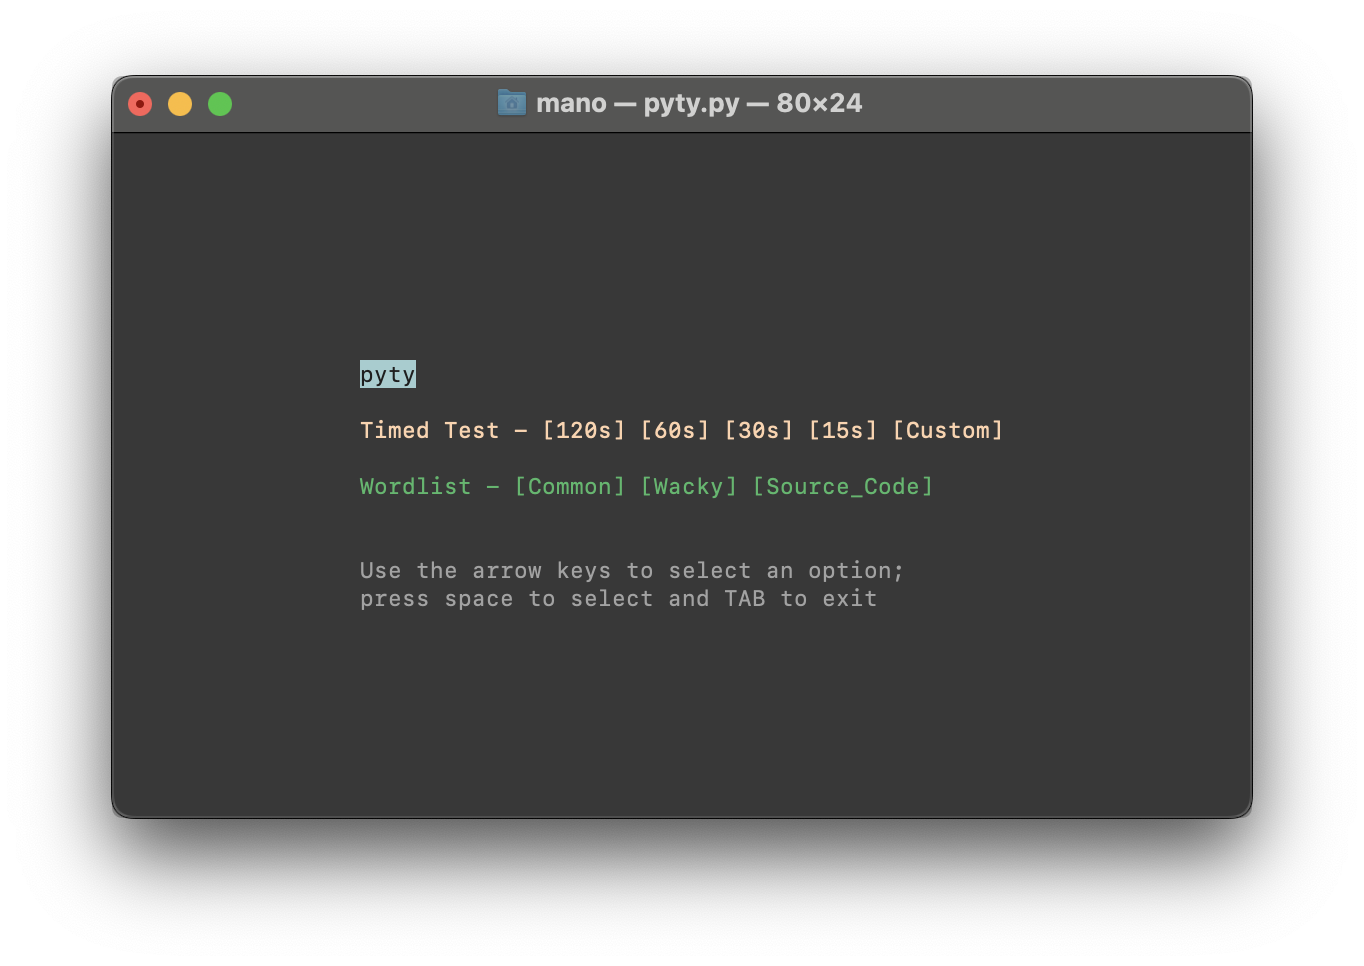 mano — pyty.py — 80×24
pyty
Timed Test – [120s] [60s] [30s] [15s] [Custom]
Wordlist – [Common] [Wacky] [Source_Code]
Use the arrow keys to select an option;
press space to select and TAB to exit